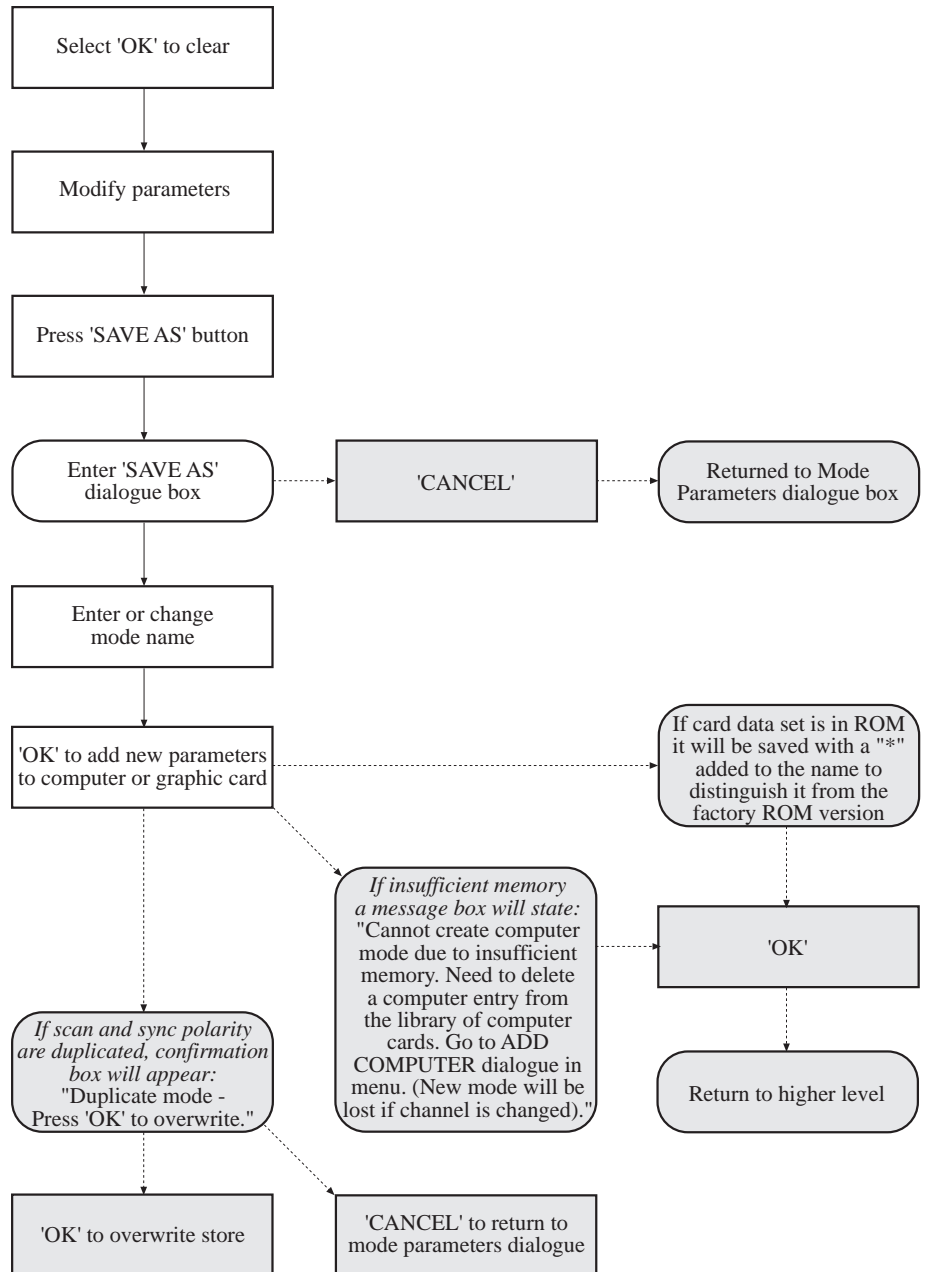 Select 'OK' to clear
Modify parameters
Press 'SAVE AS' button
Enter 'SAVE AS'
dialogue box
'CANCEL'
Returned to Mode
Parameters dialogue box
Enter or change
mode name
'OK' to add new parameters
to computer or graphic card
If card data set is in ROM
it will be saved with a "*"
added to the name to
distinguish it from the
factory ROM version
If insufficient memory
a message box will state:
"Cannot create computer
mode due to insufficient
memory. Need to delete
a computer entry from
the library of computer
cards. Go to ADD
COMPUTER dialogue in
menu. (New mode will be
lost if channel is changed)."
'OK'
If scan and sync polarity
are duplicated, confirmation
box will appear:
"Duplicate mode -
Press 'OK' to overwrite."
Return to higher level
'OK' to overwrite store
'CANCEL' to return to
mode parameters dialogue